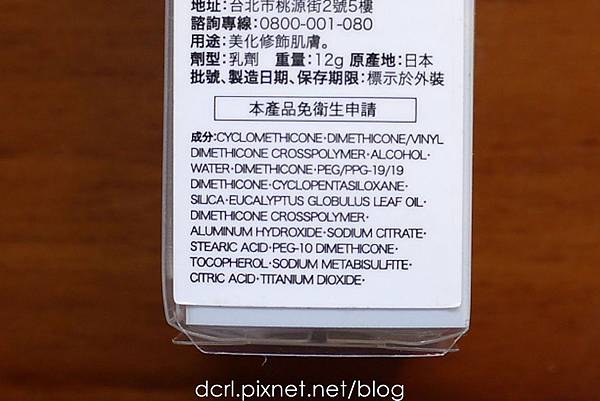 地址:台北市桃源街2號5樓
諮詢專線:0800-001-080
用途:美化修飾肌膚。
劑型:乳劑 重量:12g 原產地:日本
批號、製造日期、保存期限:標示於外裝
本產品免衛生申請
成分:CYCLOMETHICONE·DIMETHICONE/VINYL
DIMETHICONE CROSSPOLYMER·ALCOHOL·
WATER·DIMETHICONE·PEG/PPG-19/19
DIMETHICONE·CYCLOPENTASILOXANE·
SILICA·EUCALYPTUS GLOBULUS LEAF OIL·
DIMETHICONE CROSSPOLYMER·
ALUMINUM HYDROXIDE·SODIUM CITRATE·
STEARIC ACID·PEG-10 DIMETHICONE·
TOCOPHEROL·SODIUM METABISULFITE·
CITRIC ACID·TITANIUM DIOXIDE·
dcrl.pixnet.net/blog